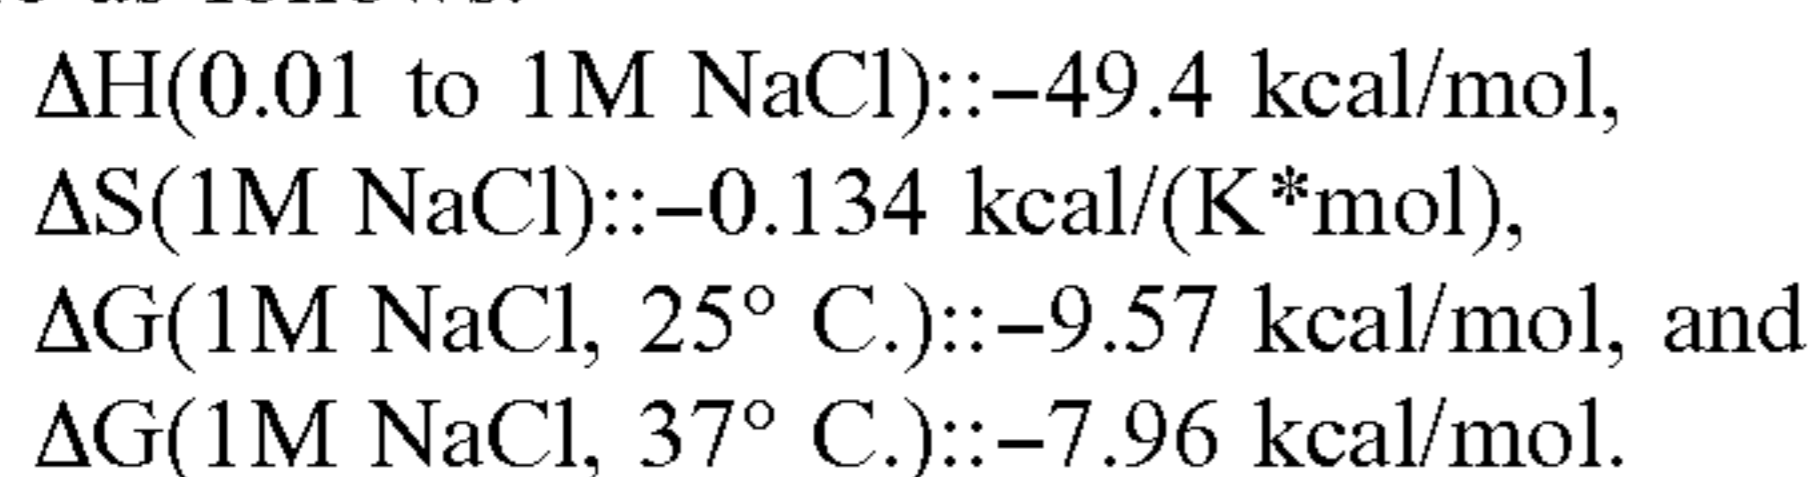 ΔH(0.01 to 1M NaCl)::−49.4 kcal/mol,
ΔS(1M NaCl)::−0.134 kcal/(K*mol),
ΔG(1M NaCl, 25° C.)::−9.57 kcal/mol, and
ΔG(1M NaCl, 37° C.)::−7.96 kcal/mol.